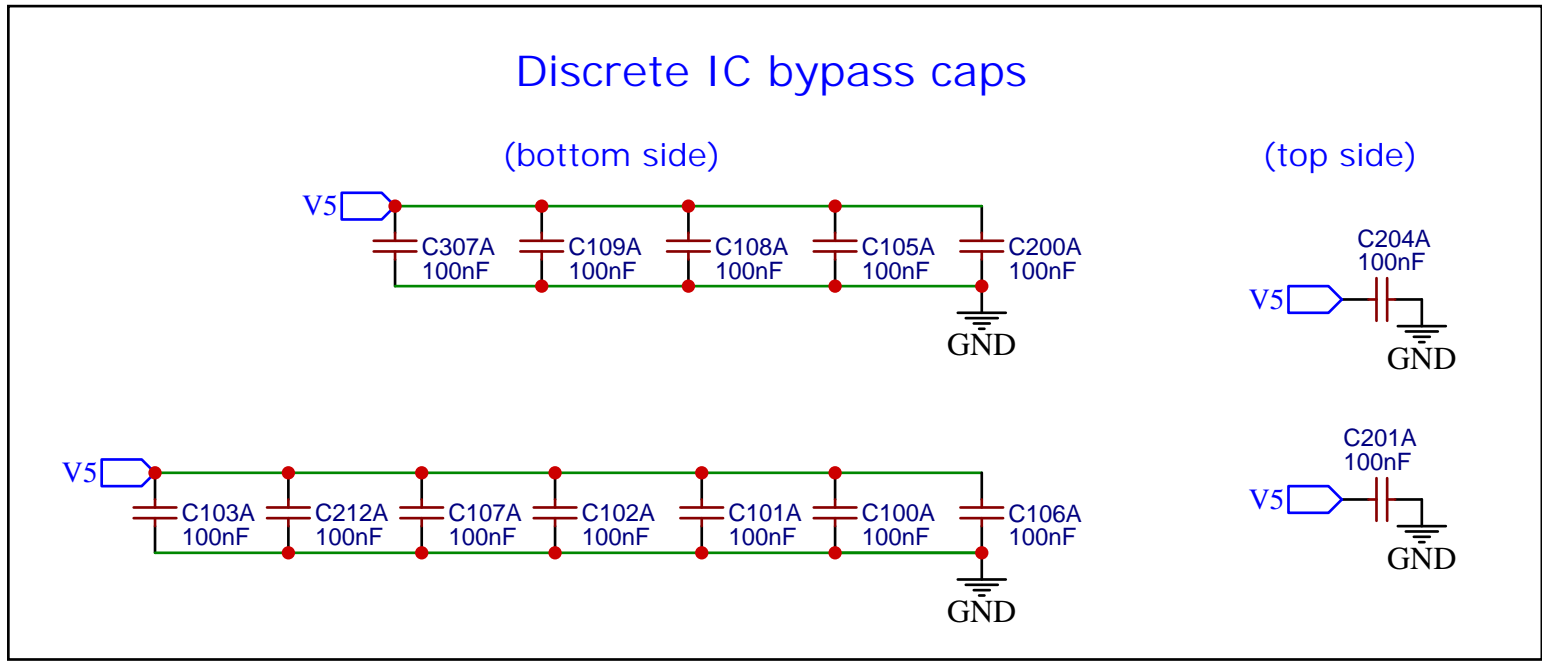 Discrete IC bypass caps
(bottom side)
(top side)
V5
C307A
100nF
C109A
100nF
C108A
100nF
C105A
100nF
C200A
100nF
GND
C204A
100nF
V5
GND
V5
C103A
100nF
C212A
100nF
C107A
100nF
C102A
100nF
C101A
100nF
C100A
100nF
C106A
100nF
GND
C201A
100nF
V5
GND